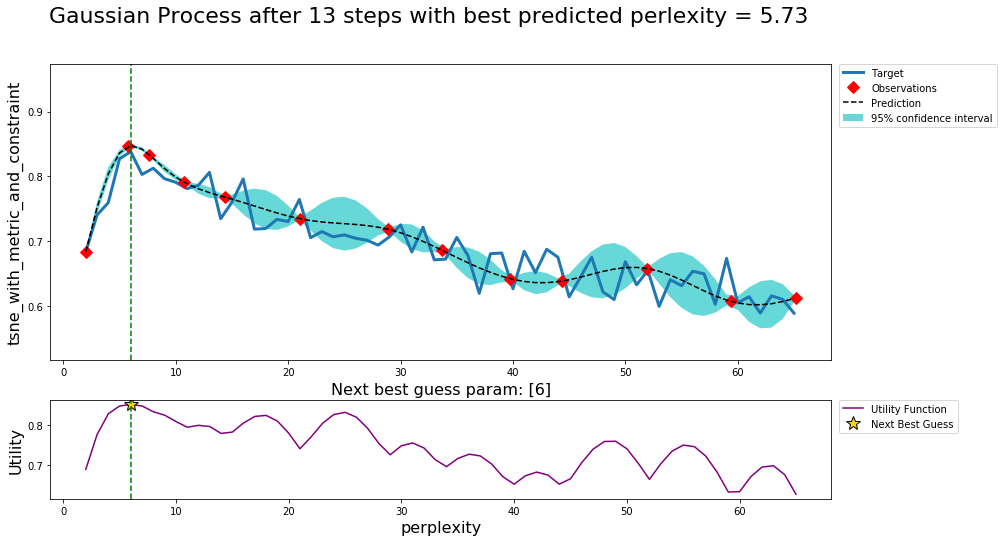 Gaussian Process after 13 steps with best predicted perlexity = 5.73
tsne_with_metric_and_constraint
0.9
0.8
0.7
0.6
0 10 20 30 40 50 60
Target
Observations
Prediction
95% confidence interval
Next best guess param: [6]
Utility
0.8
0.7
0 10 20 30 40 50 60
perplexity
Utility Function
Next Best Guess